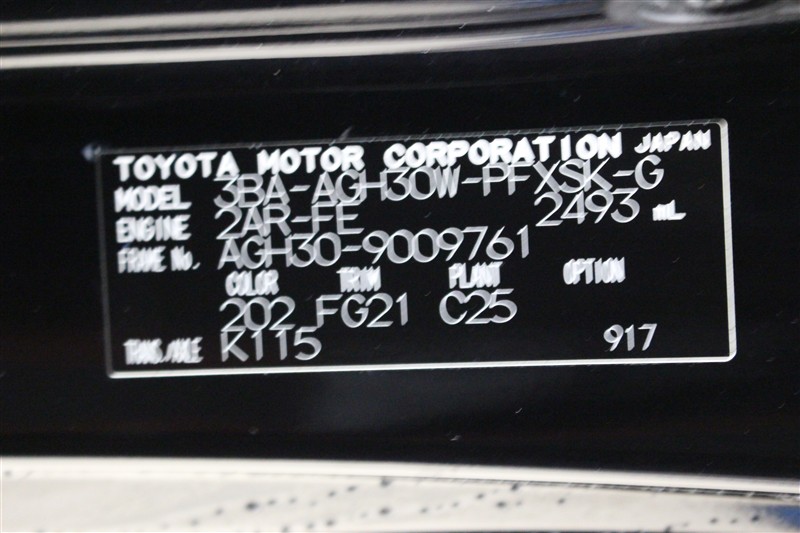 TOYOTA MOTOR CORPORATION JAPAN
MODEL 3BA-AGH30W-PFXSK-G
ENGINE 2AR-FE 2493 mL
FRAME No. AGH30-9009761
COLOR TRIM PLANT OPTION
202 FG21 C25
TRANS./AXLE K115 917